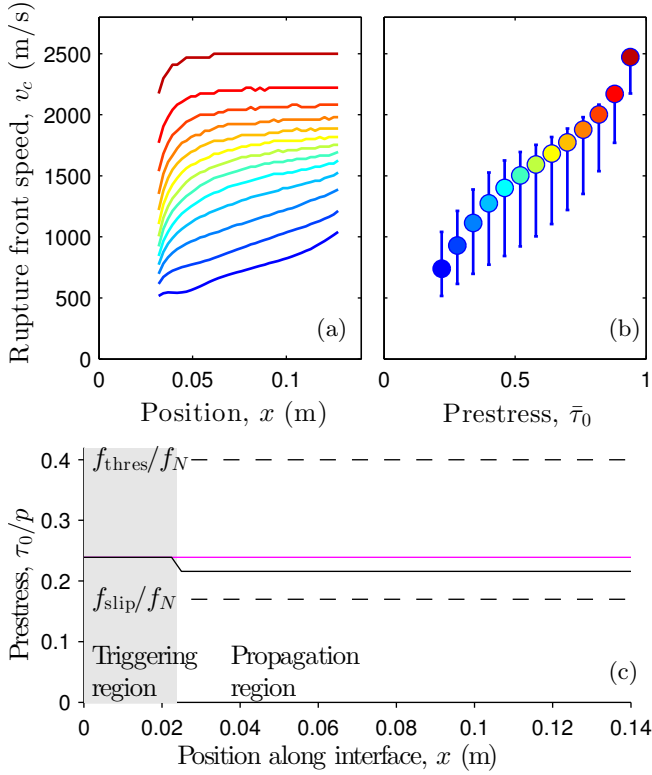 Rupture front speed, v_c (m/s)
2500
2000
1500
1000
500
0
(a)
(b)
0
0.05
0.1
0
0.5
1
Position, x (m)
Prestress, τ̄₀
Prestress, τ₀/p
0.4
0.3
0.2
0.1
0
f_thres/f_N
f_slip/f_N
Triggering
region
Propagation
region
(c)
0
0.02
0.04
0.06
0.08
0.1
0.12
0.14
Position along interface, x (m)